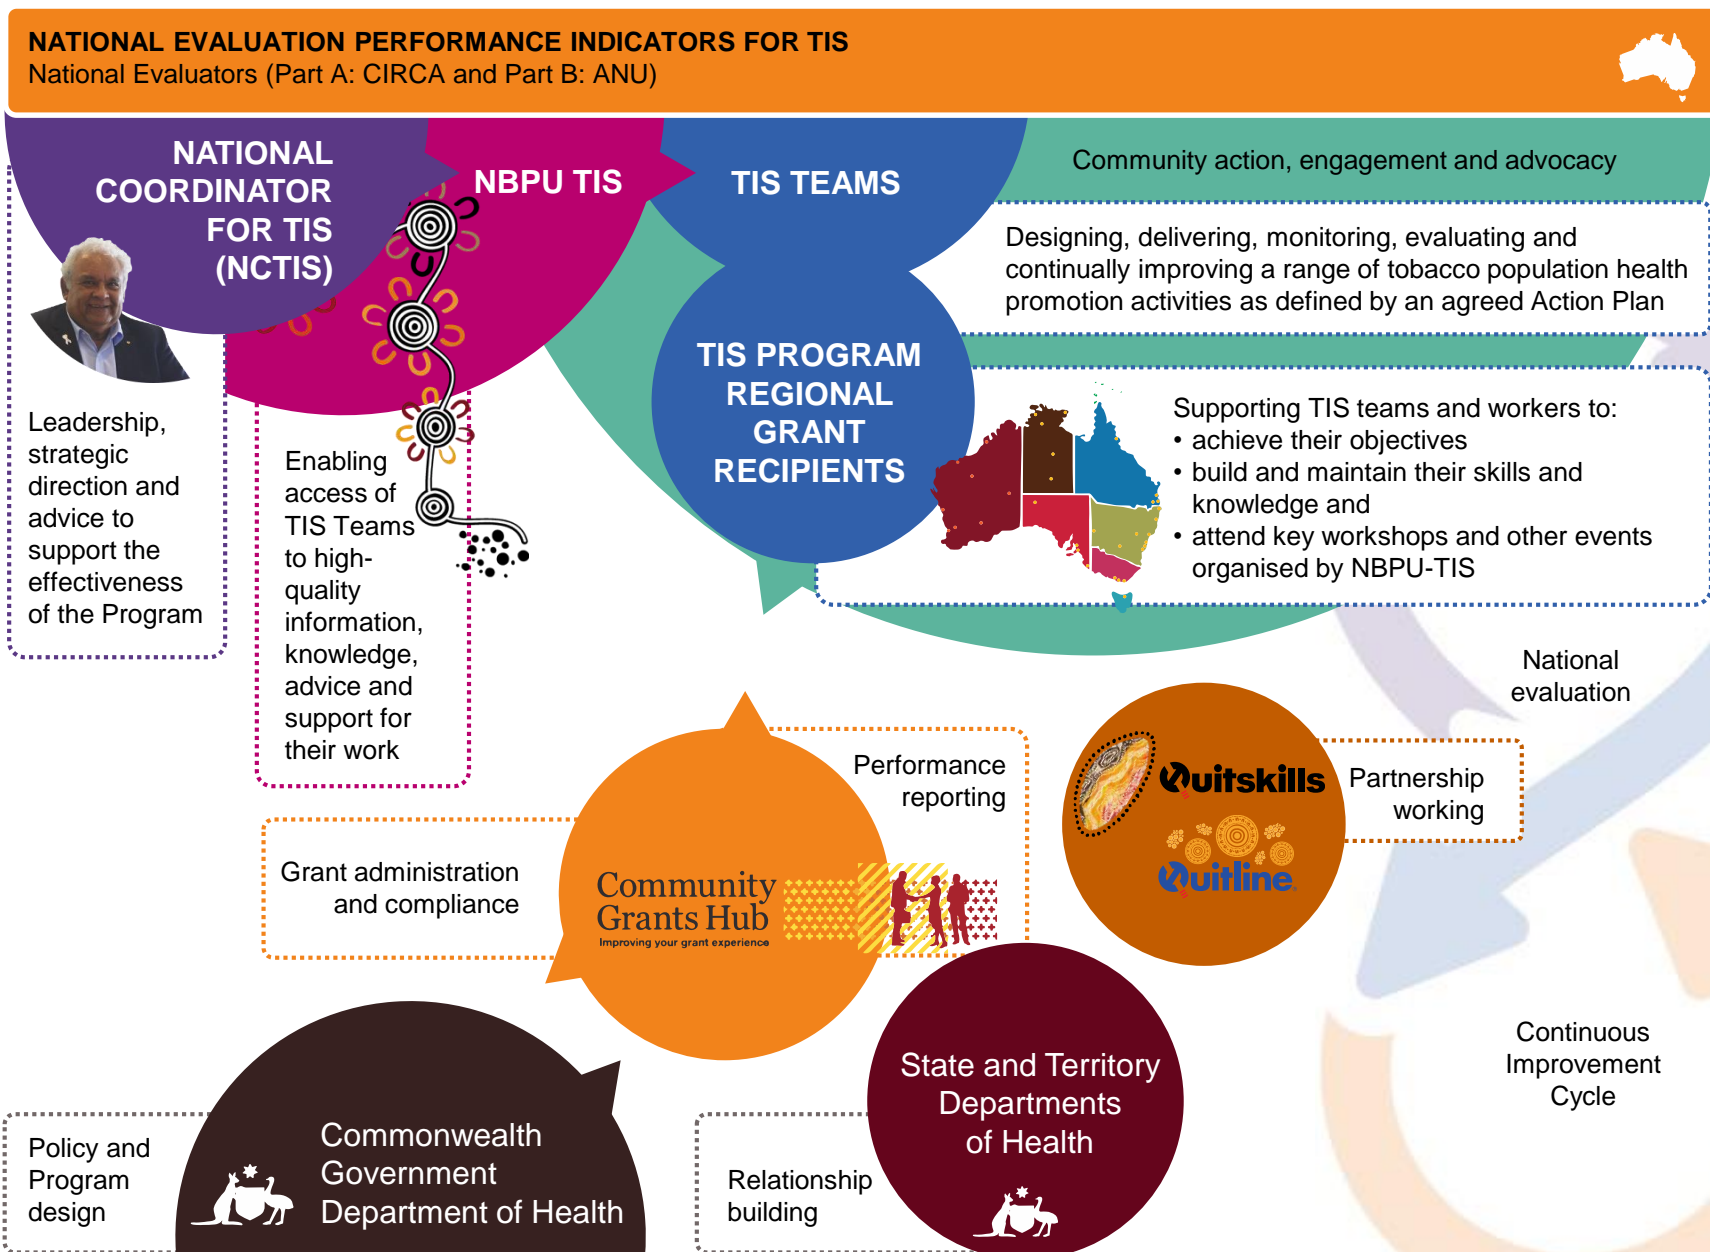 NATIONAL EVALUATION PERFORMANCE INDICATORS FOR TIS
National Evaluators (Part A: CIRCA and Part B: ANU)
NATIONAL
COORDINATOR
FOR TIS
(NCTIS)
NBPU TIS
TIS TEAMS
Community action, engagement and advocacy
Designing, delivering, monitoring, evaluating and
continually improving a range of tobacco population health
promotion activities as defined by an agreed Action Plan
TIS PROGRAM
REGIONAL
GRANT
RECIPIENTS
Supporting TIS teams and workers to:
• achieve their objectives
• build and maintain their skills and
knowledge and
• attend key workshops and other events
organised by NBPU-TIS
Leadership,
strategic
direction and
advice to
support the
effectiveness
of the Program
Enabling
access of
TIS Teams
to high-
quality
information,
knowledge,
advice and
support for
their work
National
evaluation
Performance
reporting
Quitskills
Quitline
Partnership
working
Grant administration
and compliance
Community
Grants Hub
Improving your grant experience
State and Territory
Departments
of Health
Continuous
Improvement
Cycle
Policy and
Program
design
Commonwealth
Government
Department of Health
Relationship
building